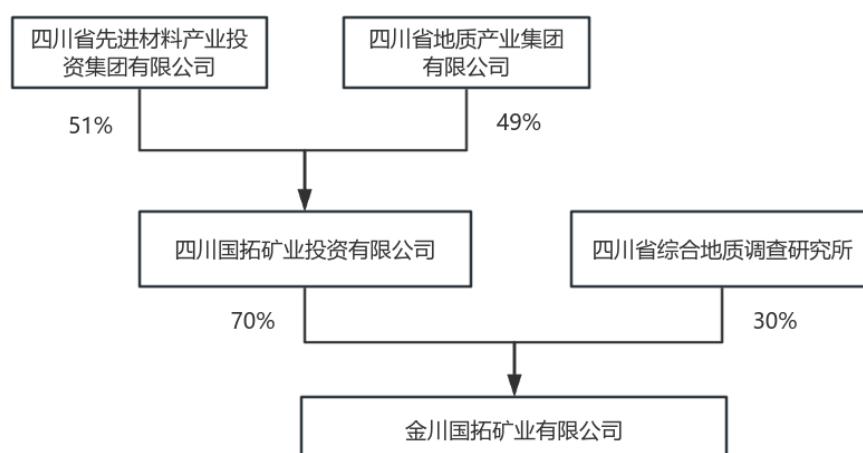 四川省先进材料产业投
资集团有限公司
四川省地质产业集团
有限公司
51%
49%
四川国拓矿业投资有限公司
四川省综合地质调查研究所
70%
30%
金川国拓矿业有限公司